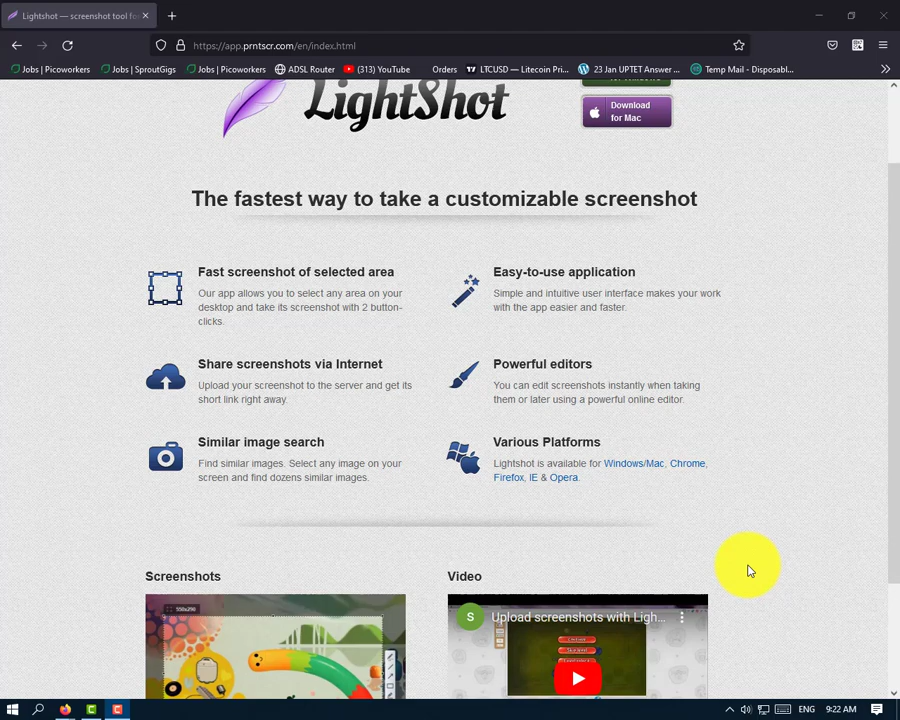 Lightshot — screenshot tool fo
https://app.prntscr.com/en/index.html
Jobs | Picoworkers
Jobs | SproutGigs
Jobs | Picoworkers
ADSL Router
(313) YouTube
Orders
LTCUSD — Litecoin Pri...
23 Jan UPTET Answer ...
Temp Mail - Disposabl...
LightShot
for Windows
Download
for Mac
The fastest way to take a customizable screenshot
Fast screenshot of selected area
Our app allows you to select any area on your
desktop and take its screenshot with 2 button-
clicks.
Easy-to-use application
Simple and intuitive user interface makes your work
with the app easier and faster.
Share screenshots via Internet
Upload your screenshot to the server and get its
short link right away.
Powerful editors
You can edit screenshots instantly when taking
them or later using a powerful online editor.
Similar image search
Find similar images. Select any image on your
screen and find dozens similar images.
Various Platforms
Lightshot is available for Windows/Mac, Chrome,
Firefox, IE & Opera.
Screenshots
Video
S
Upload screenshots with Ligh...
ENG
9:22 AM